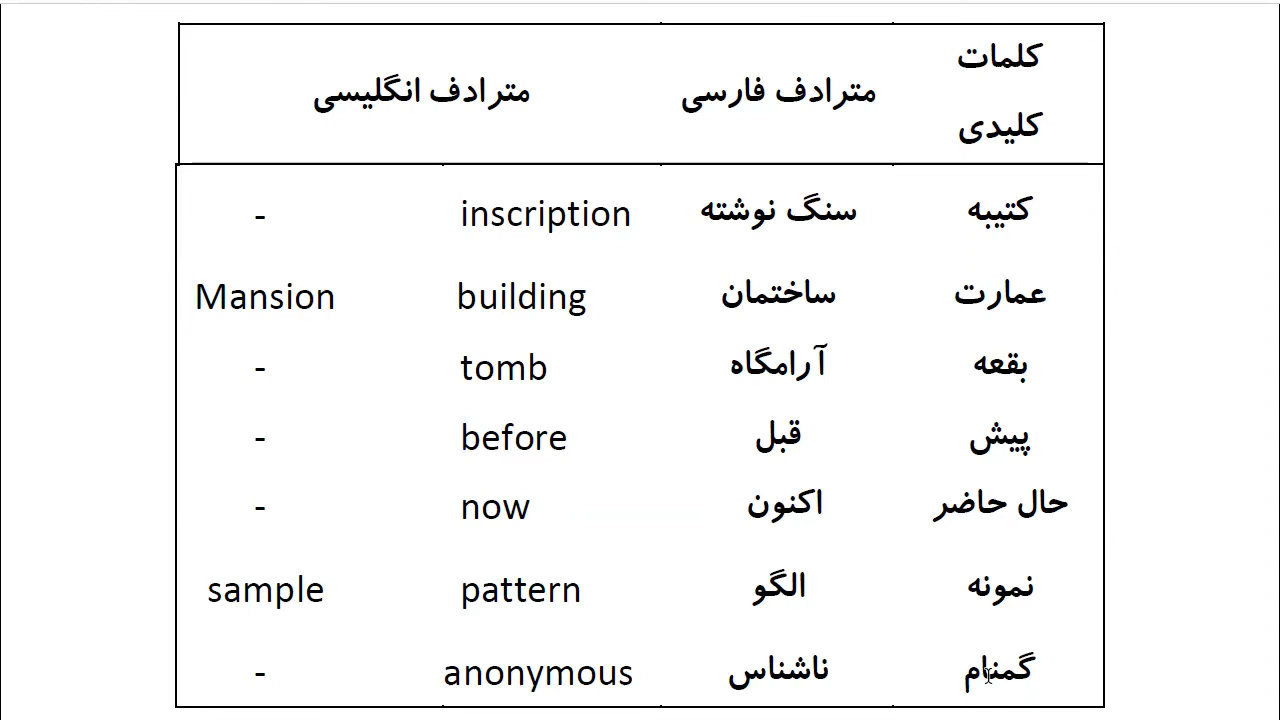 کلمات کلیدی مترادف فارسی مترادف انگلیسی
کتیبه سنگ نوشته inscription -
عمارت ساختمان building Mansion
بقعه آرامگاه tomb -
پیش قبل before -
حال حاضر اکنون now -
نمونه الگو pattern sample
گمنام ناشناس anonymous -